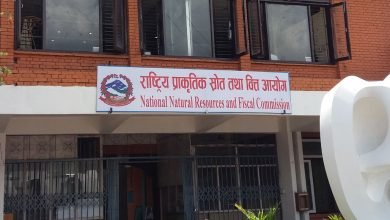 राष्ट्रिय प्राकृतिक स्रोत तथा वित्त आयोग
National Natural Resources and Fiscal Commission